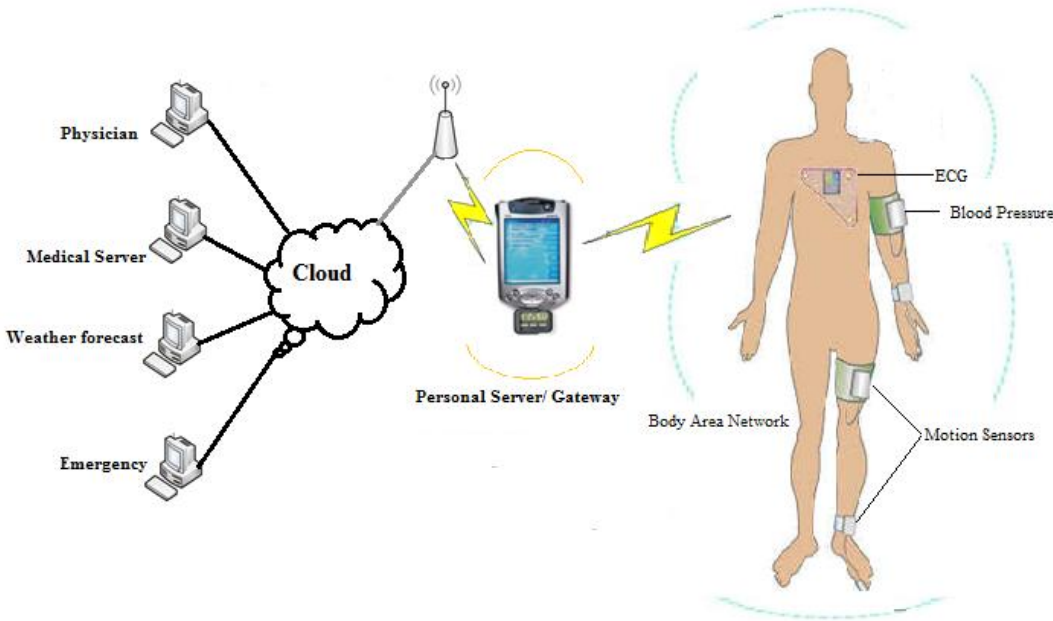 Physician
Medical Server
Weather forecast
Emergency
Cloud
Personal Server/ Gateway
ECG
Blood Pressure
Body Area Network
Motion Sensors